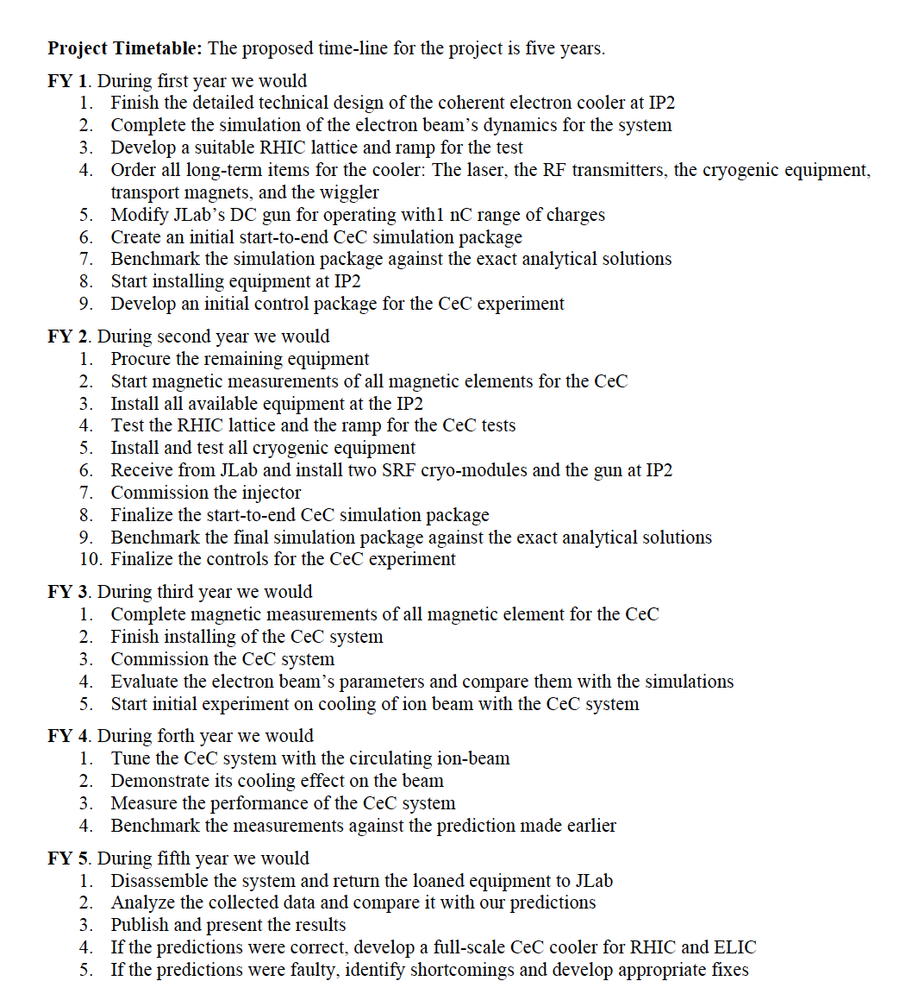 Project Timetable: The proposed time-line for the project is five years.
FY 1. During first year we would
1. Finish the detailed technical design of the coherent electron cooler at IP2
2. Complete the simulation of the electron beam’s dynamics for the system
3. Develop a suitable RHIC lattice and ramp for the test
4. Order all long-term items for the cooler: The laser, the RF transmitters, the cryogenic equipment,
transport magnets, and the wiggler
5. Modify JLab’s DC gun for operating with1 nC range of charges
6. Create an initial start-to-end CeC simulation package
7. Benchmark the simulation package against the exact analytical solutions
8. Start installing equipment at IP2
9. Develop an initial control package for the CeC experiment
FY 2. During second year we would
1. Procure the remaining equipment
2. Start magnetic measurements of all magnetic elements for the CeC
3. Install all available equipment at the IP2
4. Test the RHIC lattice and the ramp for the CeC tests
5. Install and test all cryogenic equipment
6. Receive from JLab and install two SRF cryo-modules and the gun at IP2
7. Commission the injector
8. Finalize the start-to-end CeC simulation package
9. Benchmark the final simulation package against the exact analytical solutions
10. Finalize the controls for the CeC experiment
FY 3. During third year we would
1. Complete magnetic measurements of all magnetic element for the CeC
2. Finish installing of the CeC system
3. Commission the CeC system
4. Evaluate the electron beam’s parameters and compare them with the simulations
5. Start initial experiment on cooling of ion beam with the CeC system
FY 4. During forth year we would
1. Tune the CeC system with the circulating ion-beam
2. Demonstrate its cooling effect on the beam
3. Measure the performance of the CeC system
4. Benchmark the measurements against the prediction made earlier
FY 5. During fifth year we would
1. Disassemble the system and return the loaned equipment to JLab
2. Analyze the collected data and compare it with our predictions
3. Publish and present the results
4. If the predictions were correct, develop a full-scale CeC cooler for RHIC and ELIC
5. If the predictions were faulty, identify shortcomings and develop appropriate fixes